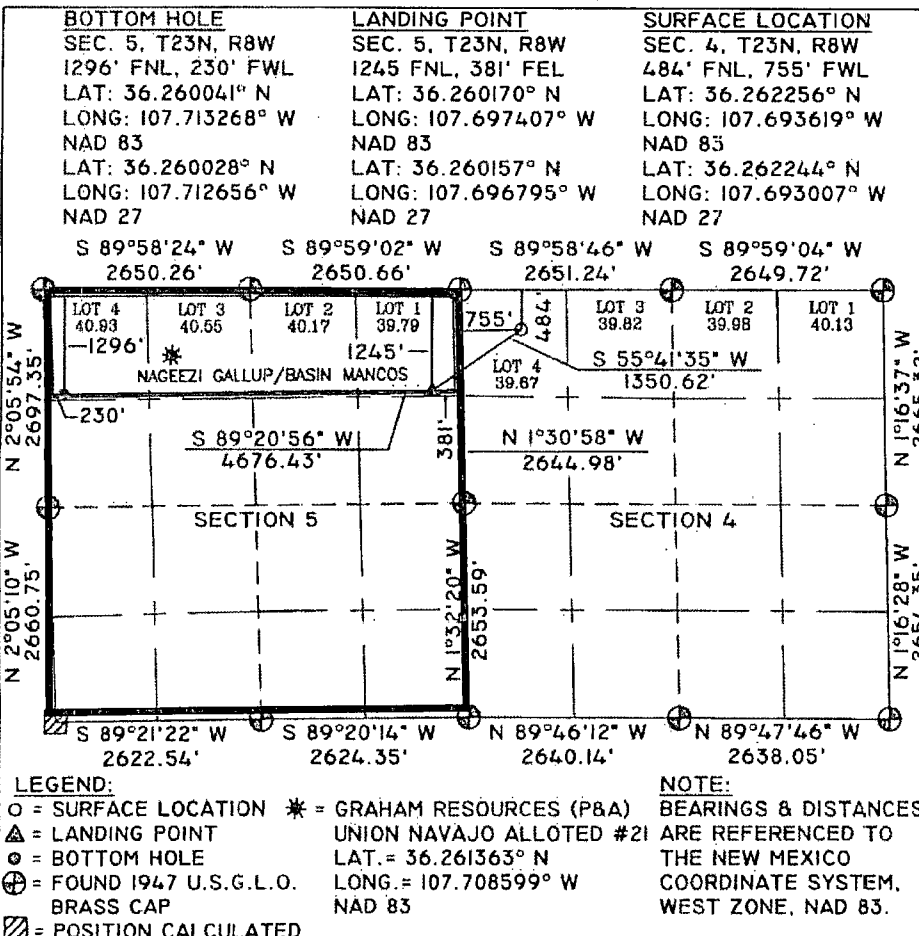 BOTTOM HOLE
SEC. 5, T23N, R8W
1296' FNL, 230' FWL
LAT: 36.260041° N
LONG: 107.713268° W
NAD 83
LAT: 36.260028° N
LONG: 107.712656° W
NAD 27
LANDING POINT
SEC. 5, T23N, R8W
1245 FNL, 381' FEL
LAT: 36.260170° N
LONG: 107.697407° W
NAD 83
LAT: 36.260157° N
LONG: 107.696795° W
NAD 27
SURFACE LOCATION
SEC. 4, T23N, R8W
484' FNL, 755' FWL
LAT: 36.262256° N
LONG: 107.693619° W
NAD 83
LAT: 36.262244° N
LONG: 107.693007° W
NAD 27
S 89°58'24" W
2650.26'
S 89°59'02" W
2650.66'
S 89°58'46" W
2651.24'
S 89°59'04" W
2649.72'
LOT 4
40.93
LOT 3
40.55
LOT 2
40.17
LOT 1
39.79
755'
484'
LOT 3
39.82
LOT 2
39.98
LOT 1
40.13
1296'
1245'
NAGEEZI GALLUP/BASIN MANCOS
LOT 4
39.67
S 55°41'35" W
1350.62'
N 2°05'54" W
2697.35'
N 1°16'37" W
230'
381'
S 89°20'56" W
4676.43'
N 1°30'58" W
2644.98'
SECTION 5
SECTION 4
N 2°05'10" W
2660.75'
N 1°32'20" W
2653.59'
N 1°16'28" W
S 89°21'22" W
2622.54'
S 89°20'14" W
2624.35'
N 89°46'12" W
2640.14'
N 89°47'46" W
2638.05'
LEGEND:
= SURFACE LOCATION
= LANDING POINT
= BOTTOM HOLE
= FOUND 1947 U.S.G.L.O.
BRASS CAP
= POSITION CALCULATED
= GRAHAM RESOURCES (P&A)
UNION NAVAJO ALLOTED #21
LAT.= 36.261363° N
LONG.= 107.708599° W
NAD 83
NOTE:
BEARINGS & DISTANCES
ARE REFERENCED TO
THE NEW MEXICO
COORDINATE SYSTEM,
WEST ZONE, NAD 83.